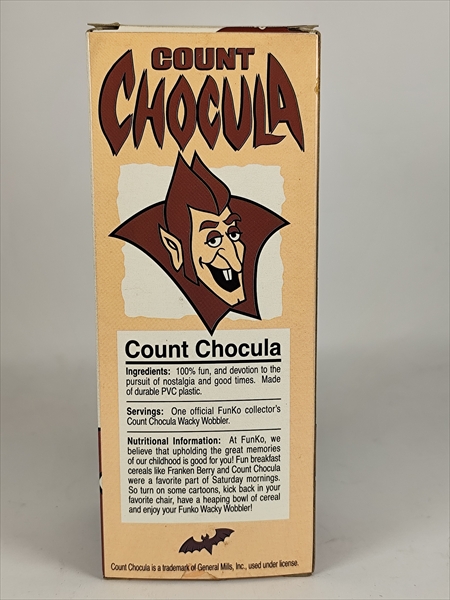 COUNT
CHOCULA
Count Chocula
Ingredients: 100% fun, and devotion to the
pursuit of nostalgia and good times. Made
of durable PVC plastic.
Servings: One official FunKo collector's
Count Chocula Wacky Wobbler.
Nutritional Information: At FunKo, we
believe that upholding the great memories
of our childhood is good for you! Fun breakfast
cereals like Franken Berry and Count Chocula
were a favorite part of Saturday mornings.
So turn on some cartoons, kick back in your
favorite chair, have a heaping bowl of cereal
and enjoy your Funko Wacky Wobbler!
Count Chocula is a trademark of General Mills, Inc., used under license.